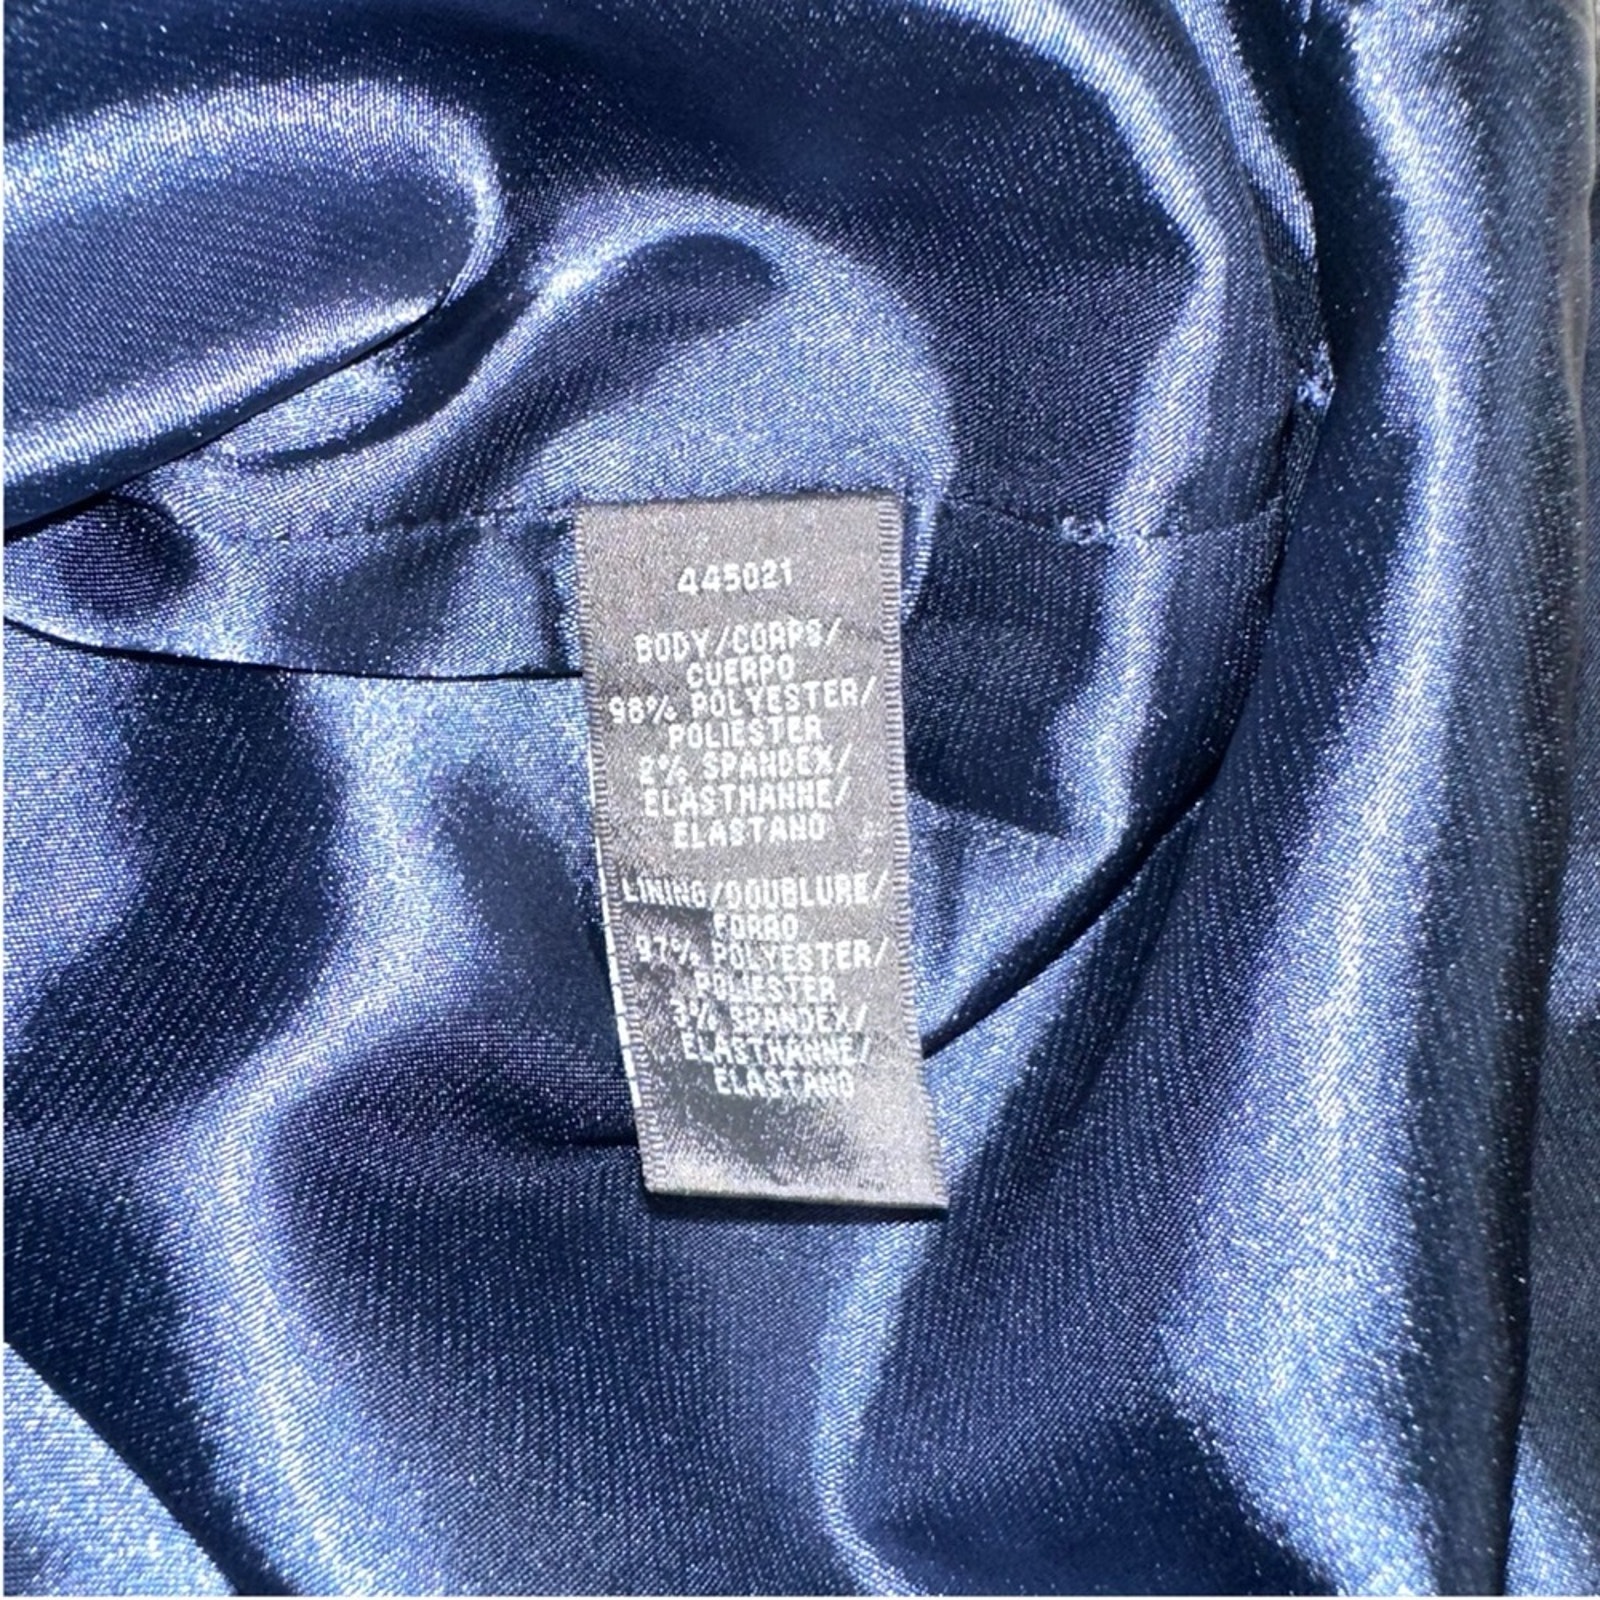 445021
BODY/CORPS/
CUERPO
98% POLYESTER/
POLIESTER
2% SPANDEX/
ELASTHANNE/
ELASTANO
LINING/DOUBLURE/
FORRO
97% POLYESTER/
POLIESTER
3% SPANDEX/
ELASTHANNE/
ELASTANO